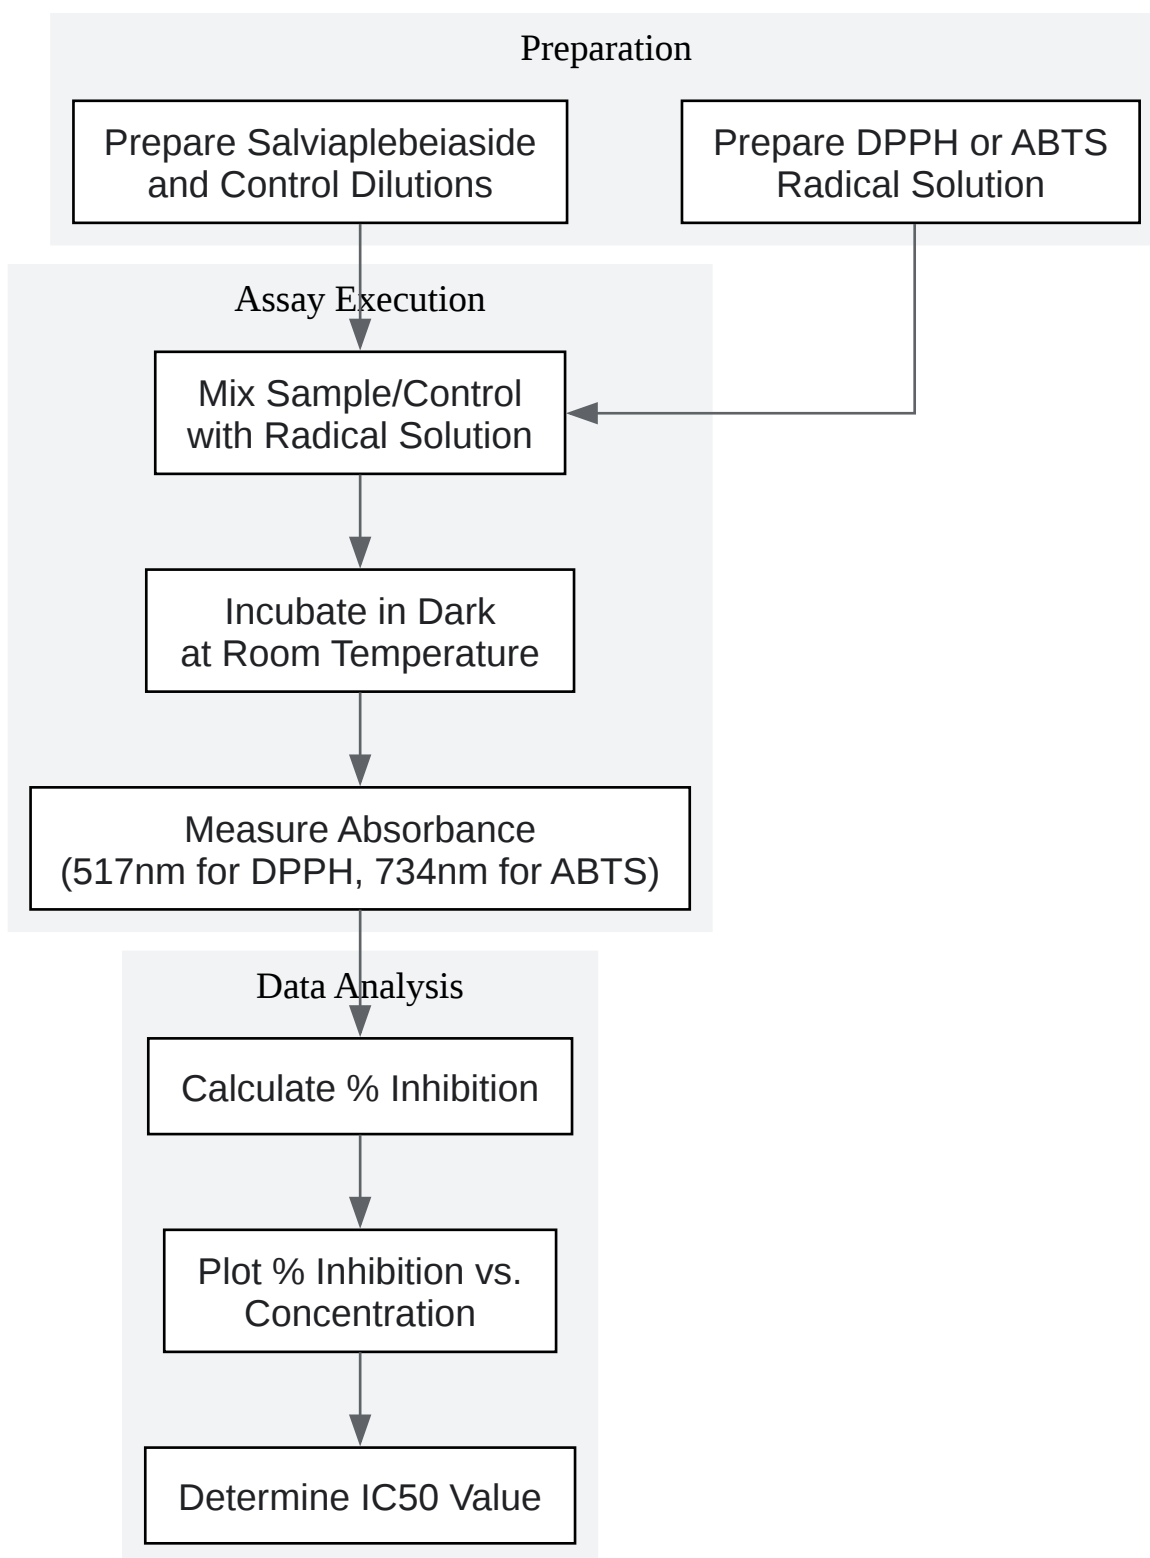 Preparation
Prepare Salviaplebeiaside
and Control Dilutions
Prepare DPPH or ABTS
Radical Solution
Assay Execution
Mix Sample/Control
with Radical Solution
Incubate in Dark
at Room Temperature
Measure Absorbance
(517nm for DPPH, 734nm for ABTS)
Data Analysis
Calculate % Inhibition
Plot % Inhibition vs.
Concentration
Determine IC50 Value